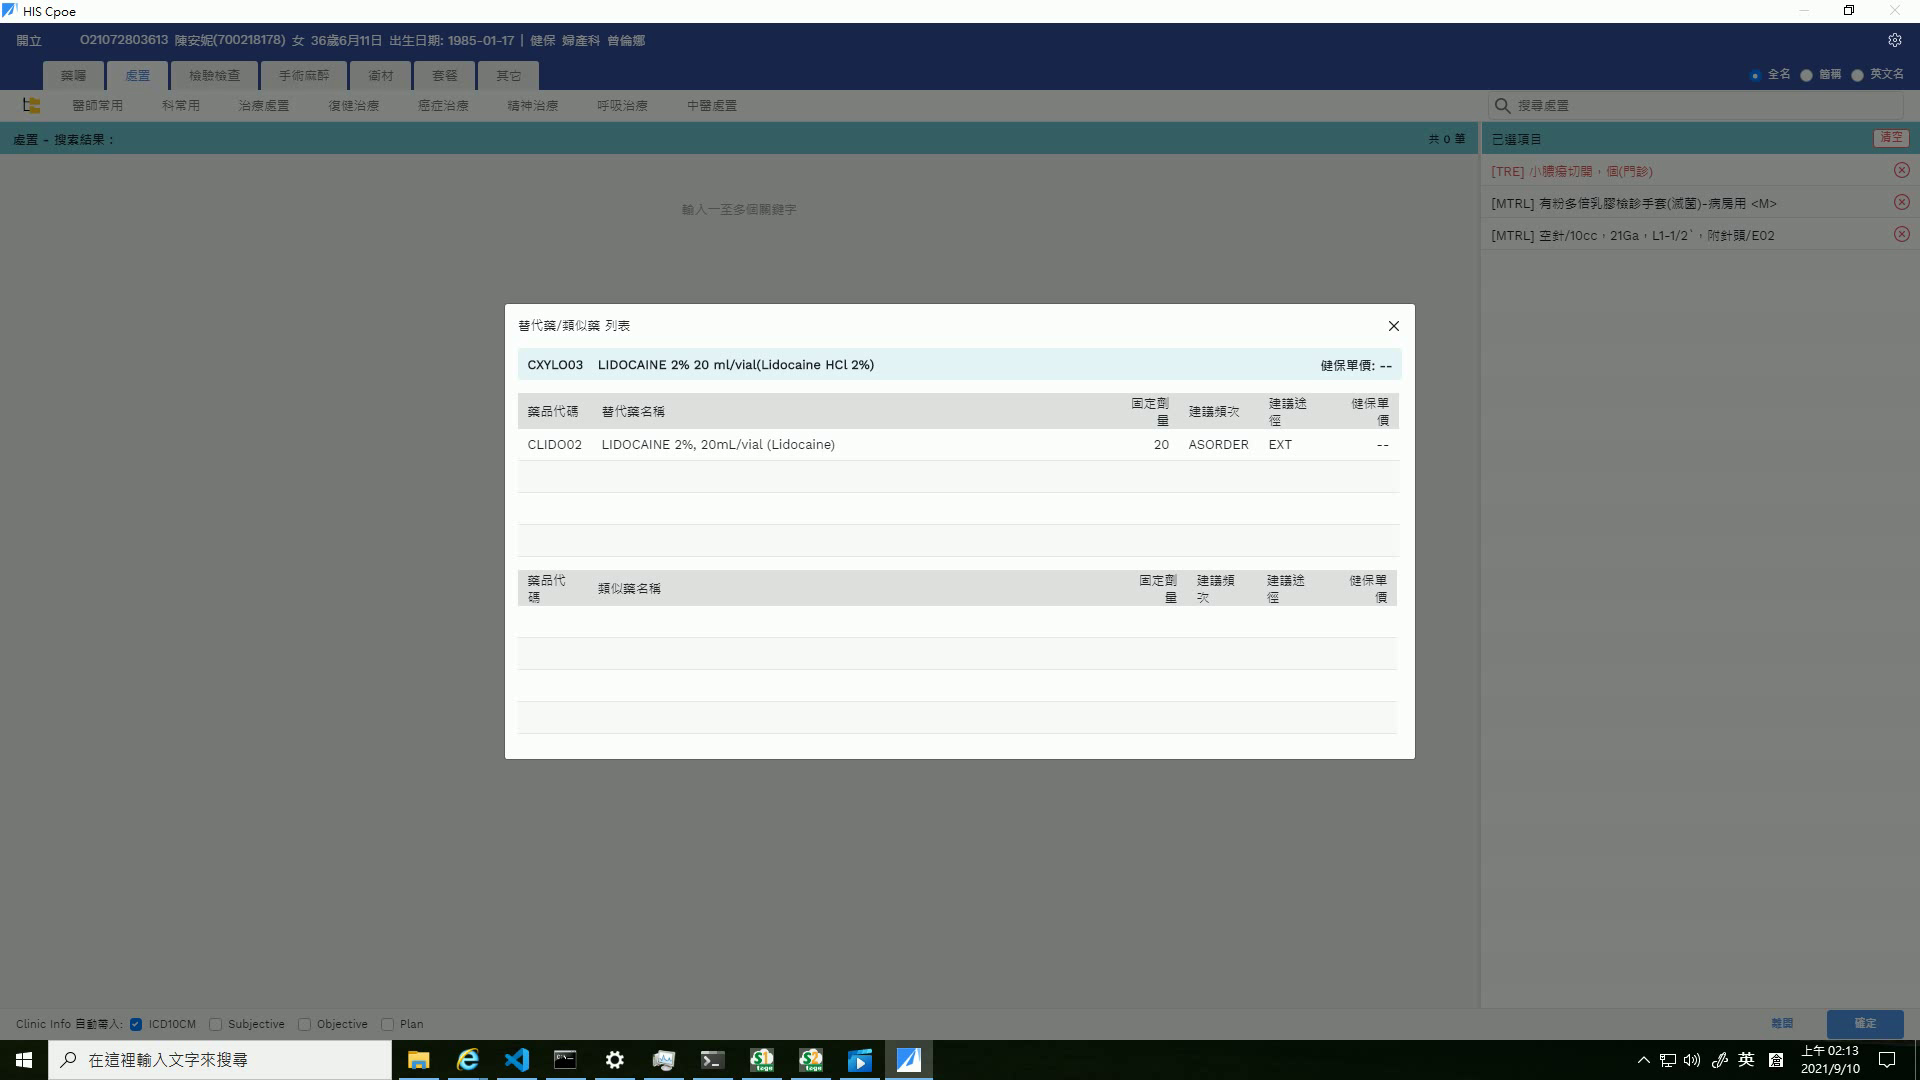 HIS Cpoe
開立 O21072803613 陳安妮(700218178) 女 36歲6月11日 出生日期: 1985-01-17 | 健保 婦產科 曾倫娜
藥囑 處置 檢驗檢查 手術麻醉 衛材 套餐 其它
全名 簡稱 英文名
醫師常用 科常用 治療處置 復健治療 癌症治療 精神治療 呼吸治療 中醫處置
搜尋處置
處置 - 搜索結果：
共 0 筆
已選項目
清空
輸入一至多個關鍵字
[TRE] 小膿瘍切開，個(門診)
[MTRL] 有粉多倍乳膠檢診手套(滅菌)-病房用 <M>
[MTRL] 空針/10cc，21Ga，L1-1/2`，附針頭/E02
替代藥/類似藥 列表
CXYLO03 LIDOCAINE 2% 20 ml/vial(Lidocaine HCl 2%) 健保單價: --
藥品代碼 替代藥名稱 固定劑量 建議頻次 建議途徑 健保單價
CLIDO02 LIDOCAINE 2%, 20mL/vial (Lidocaine) 20 ASORDER EXT --
藥品代碼 類似藥名稱 固定劑量 建議頻次 建議途徑 健保單價
Clinic Info 自動帶入: ICD10CM Subjective Objective Plan
離開 確定
在這裡輸入文字來搜尋
英 倉
上午 02:13
2021/9/10